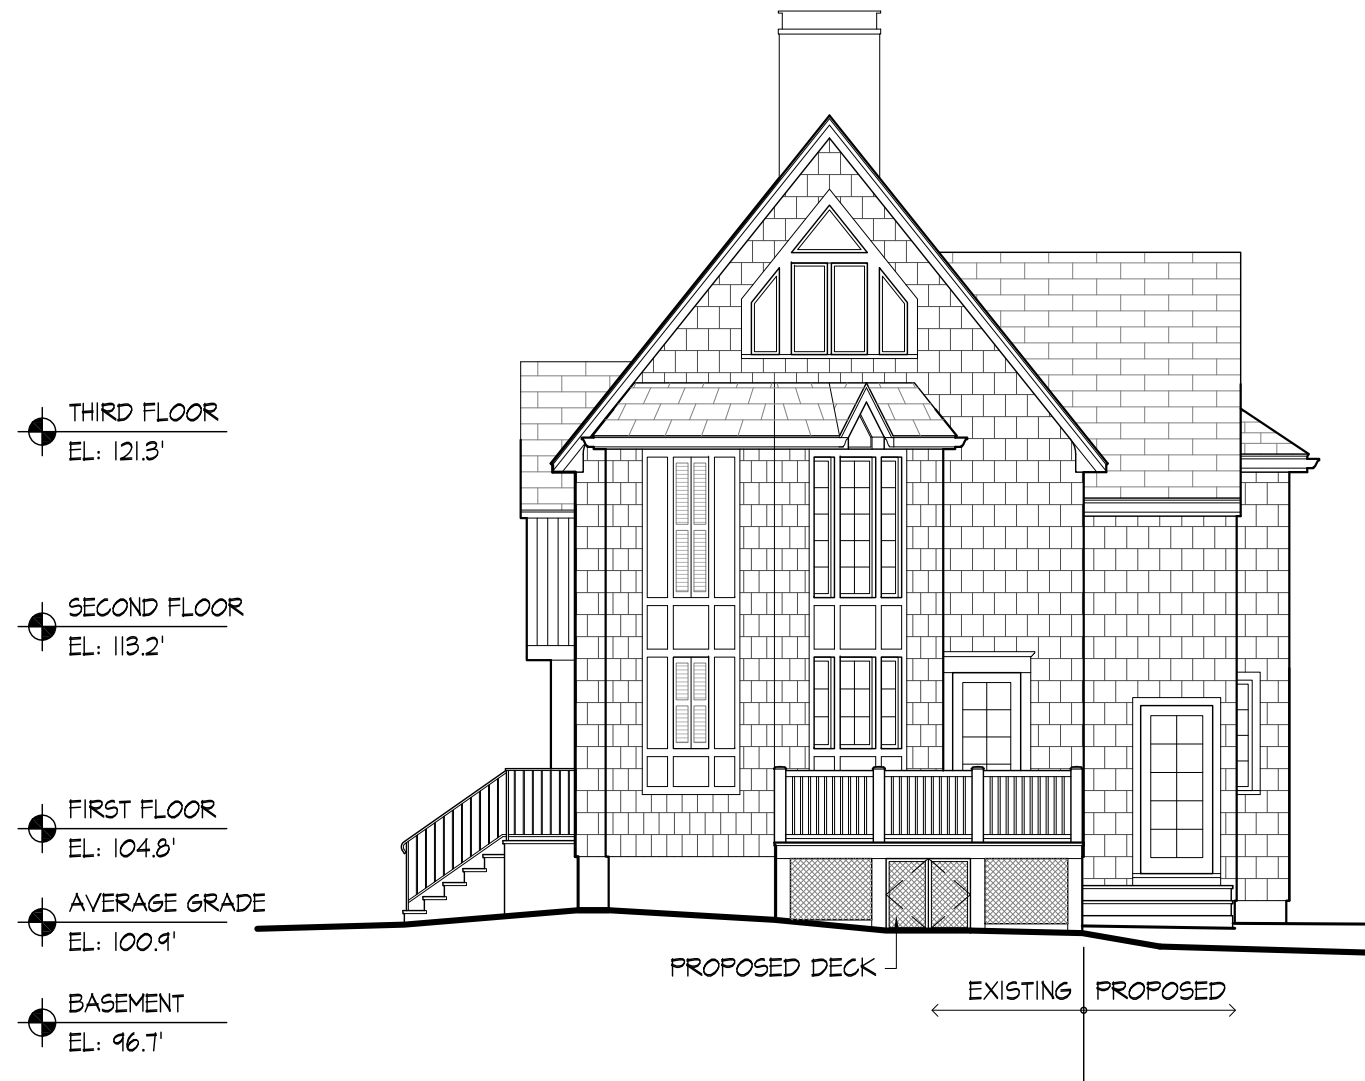 THIRD FLOOR
EL: 121.3'
SECOND FLOOR
EL: 113.2'
FIRST FLOOR
EL: 104.8'
AVERAGE GRADE
EL: 100.9'
BASEMENT
EL: 96.7'
PROPOSED DECK
EXISTING PROPOSED